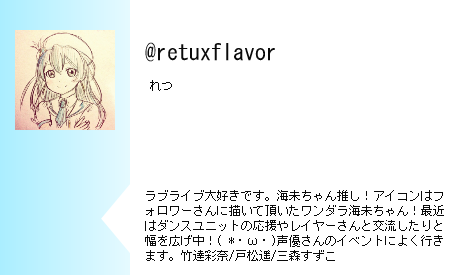 @retuxflavor
れつ
ラブライブ大好きです。海未ちゃん推し！アイコンはフ
ォロワーさんに描いて頂いたワンダラ海未ちゃん！最近
はダンスユニットの応援やレイヤーさんと交流したりと
幅を広げ中！( *・ω・)声優さんのイベントによく行き
ます。竹達彩奈/戸松遥/三森すずこ